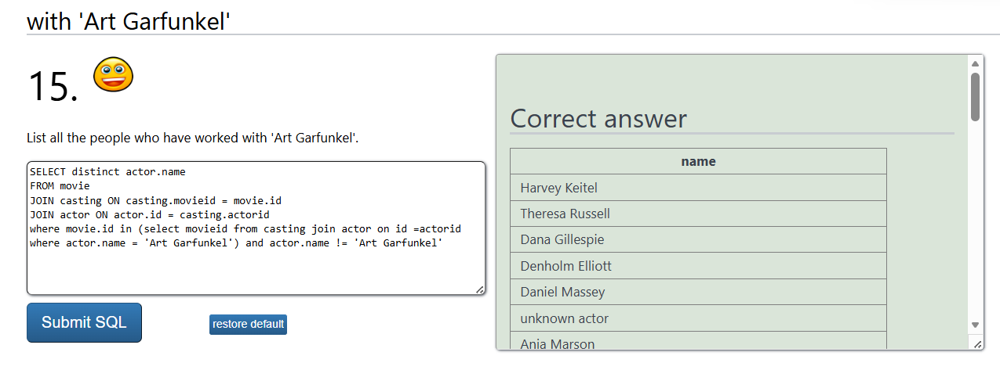 with 'Art Garfunkel'
15.
List all the people who have worked with 'Art Garfunkel'.
SELECT distinct actor.name
FROM movie
JOIN casting ON casting.movieid = movie.id
JOIN actor ON actor.id = casting.actorid
where movie.id in (select movieid from casting join actor on id =actorid
where actor.name = 'Art Garfunkel') and actor.name != 'Art Garfunkel'
Submit SQL
restore default
Correct answer
name
Harvey Keitel
Theresa Russell
Dana Gillespie
Denholm Elliott
Daniel Massey
unknown actor
Ania Marson